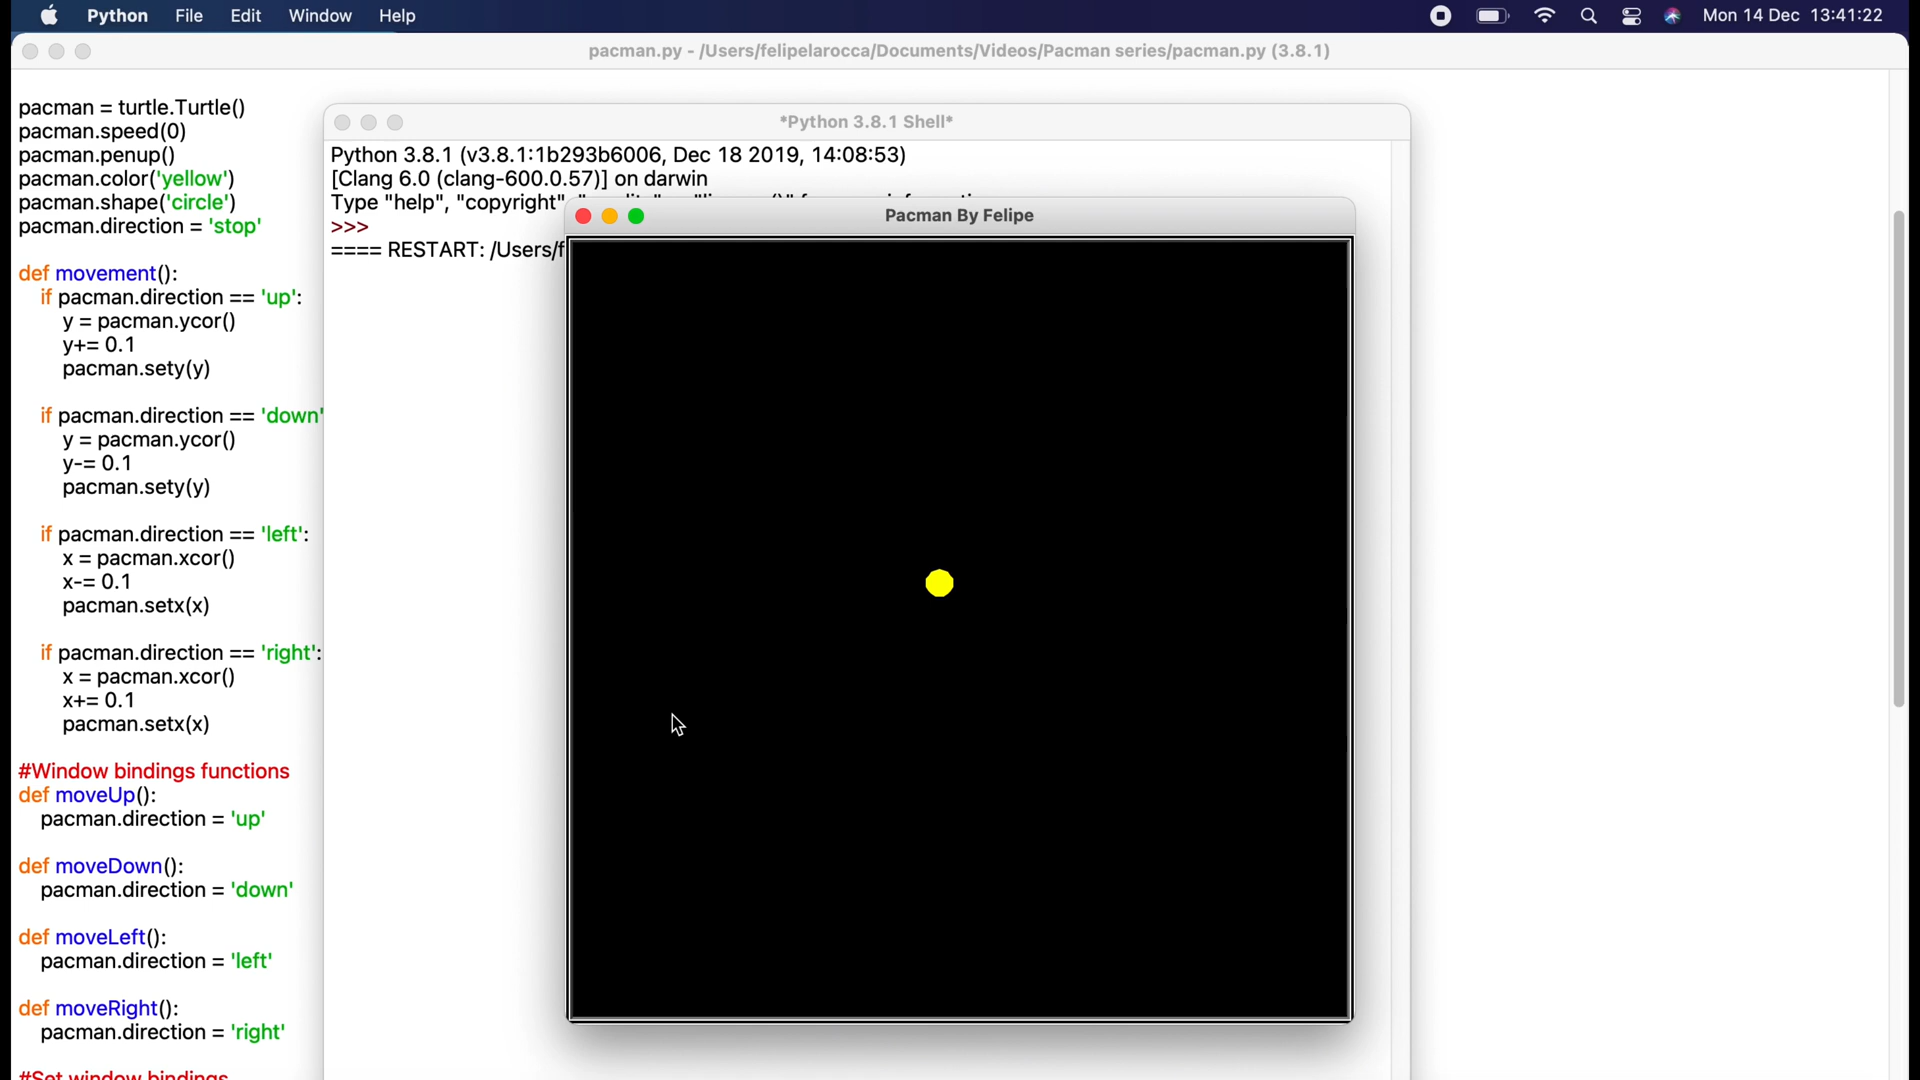 Python File Edit Window Help Mon 14 Dec 13:41:22
pacman.py - /Users/felipelarocca/Documents/Videos/Pacman series/pacman.py (3.8.1)
pacman = turtle.Turtle()
pacman.speed(0)
pacman.penup()
pacman.color('yellow')
pacman.shape('circle')
pacman.direction = 'stop'
def movement():
if pacman.direction == 'up':
y = pacman.ycor()
y+= 0.1
pacman.sety(y)
if pacman.direction == 'down'
y = pacman.ycor()
y-= 0.1
pacman.sety(y)
if pacman.direction == 'left':
x = pacman.xcor()
x-= 0.1
pacman.setx(x)
if pacman.direction == 'right':
x = pacman.xcor()
x+= 0.1
pacman.setx(x)
#Window bindings functions
def moveUp():
pacman.direction = 'up'
def moveDown():
pacman.direction = 'down'
def moveLeft():
pacman.direction = 'left'
def moveRight():
pacman.direction = 'right'
#Set window bindings
*Python 3.8.1 Shell*
Python 3.8.1 (v3.8.1:1b293b6006, Dec 18 2019, 14:08:53)
[Clang 6.0 (clang-600.0.57)] on darwin
Type "help", "copyright"
>>>
==== RESTART: /Users/f
Pacman By Felipe